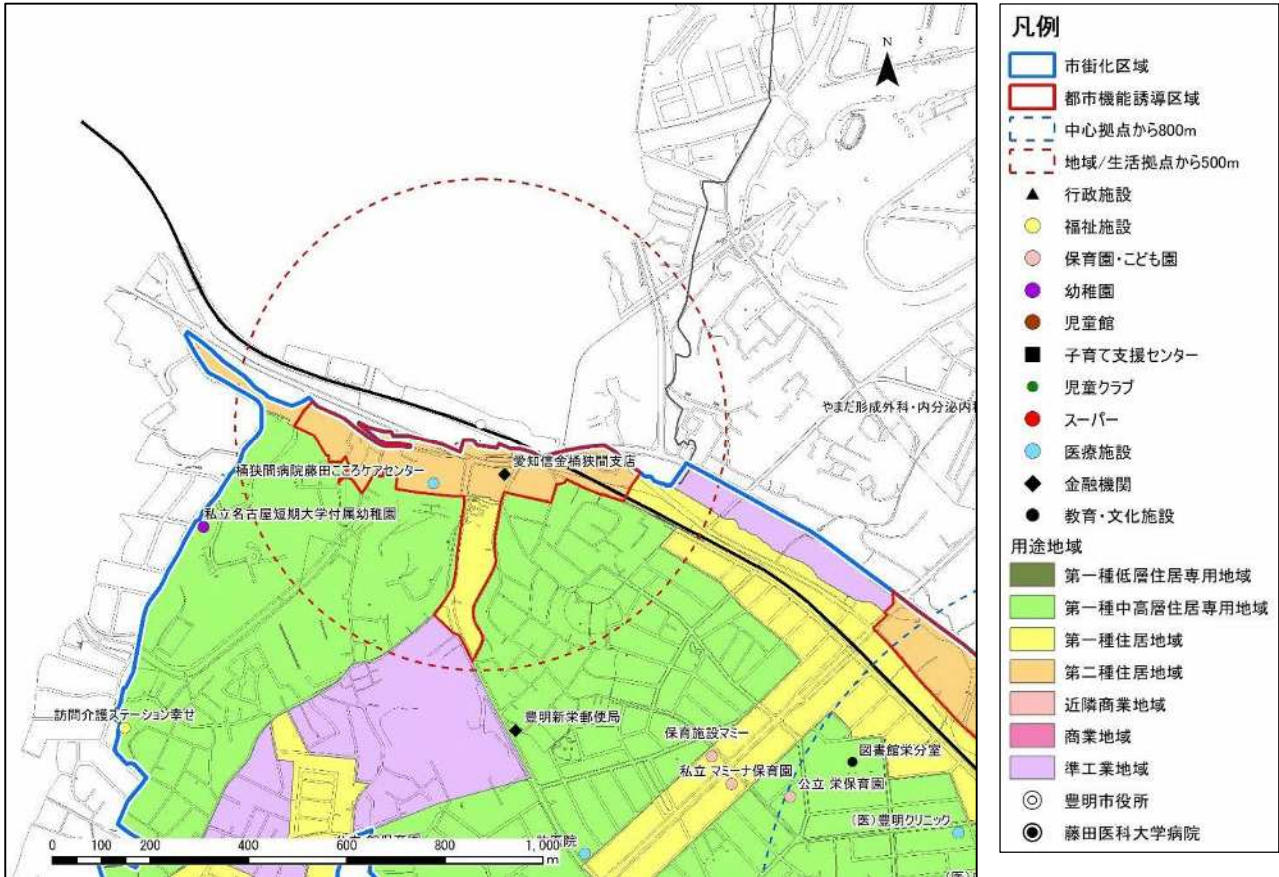 N
やまだ形成外科・内分泌内科
愛知信金桶狭間支店
桶狭間病院藤田こころケアセンター
私立名古屋短期大学付属幼稚園
訪問介護ステーション幸せ
豊明新栄郵便局
保育施設マミー
図書館栄分室
私立 マミーナ保育園
公立 栄保育園
(医)豊明クリニック
0 100 200 400 600 800 1,000
m
(医)
凡例
市街化区域
都市機能誘導区域
中心拠点から800m
地域/生活拠点から500m
行政施設
福祉施設
保育園・こども園
幼稚園
児童館
子育て支援センター
児童クラブ
スーパー
医療施設
金融機関
教育・文化施設
用途地域
第一種低層住居専用地域
第一種中高層住居専用地域
第一種住居地域
第二種住居地域
近隣商業地域
商業地域
準工業地域
豊明市役所
藤田医科大学病院